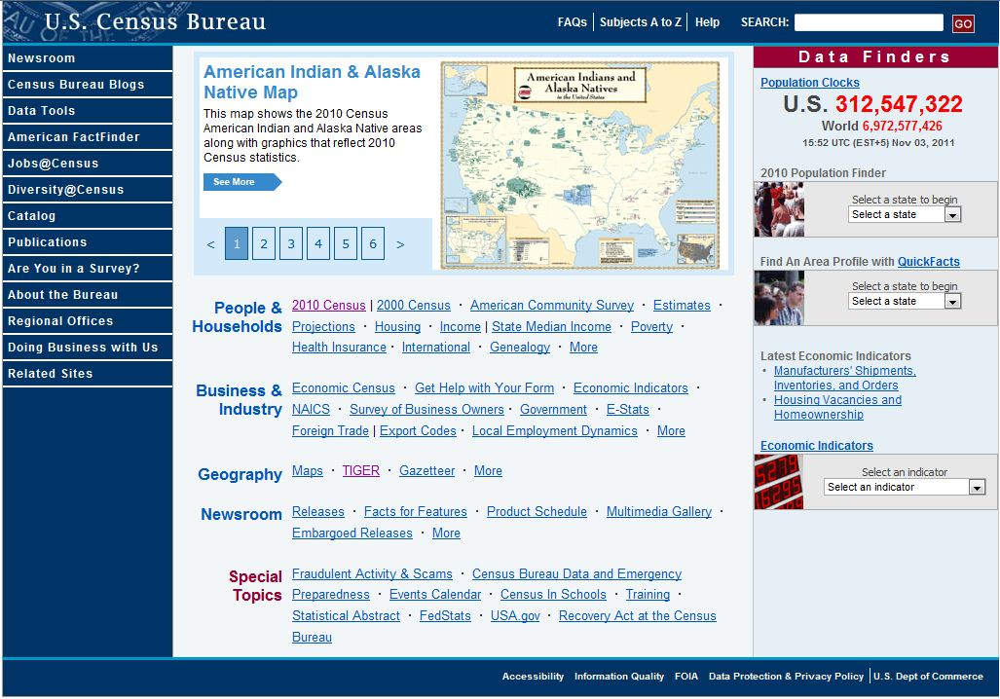 U.S. Census Bureau
FAQs | Subjects A to Z | Help SEARCH: GO
Newsroom
Census Bureau Blogs
Data Tools
American FactFinder
Jobs@Census
Diversity@Census
Catalog
Publications
Are You in a Survey?
About the Bureau
Regional Offices
Doing Business with Us
Related Sites
American Indian & Alaska
Native Map
This map shows the 2010 Census
American Indian and Alaska Native areas
along with graphics that reflect 2010
Census statistics.
See More
< 1 2 3 4 5 6 >
American Indians and
Alaska Natives
in the United States
People &
Households
2010 Census | 2000 Census · American Community Survey · Estimates ·
Projections · Housing · Income | State Median Income · Poverty ·
Health Insurance · International · Genealogy · More
Business &
Industry
Economic Census · Get Help with Your Form · Economic Indicators ·
NAICS · Survey of Business Owners · Government · E-Stats ·
Foreign Trade | Export Codes · Local Employment Dynamics · More
Geography
Maps · TIGER · Gazetteer · More
Newsroom
Releases · Facts for Features · Product Schedule · Multimedia Gallery ·
Embargoed Releases · More
Special
Topics
Fraudulent Activity & Scams · Census Bureau Data and Emergency
Preparedness · Events Calendar · Census In Schools · Training ·
Statistical Abstract · FedStats · USA.gov · Recovery Act at the Census
Bureau
Data Finders
Population Clocks
U.S. 312,547,322
World 6,972,577,426
15:52 UTC (EST+5) Nov 03, 2011
2010 Population Finder
Select a state to begin
Select a state
Find An Area Profile with QuickFacts
Select a state to begin
Select a state
Latest Economic Indicators
· Manufacturers' Shipments,
Inventories, and Orders
· Housing Vacancies and
Homeownership
Economic Indicators
Select an indicator
Select an indicator
Accessibility Information Quality FOIA Data Protection & Privacy Policy | U.S. Dept of Commerce